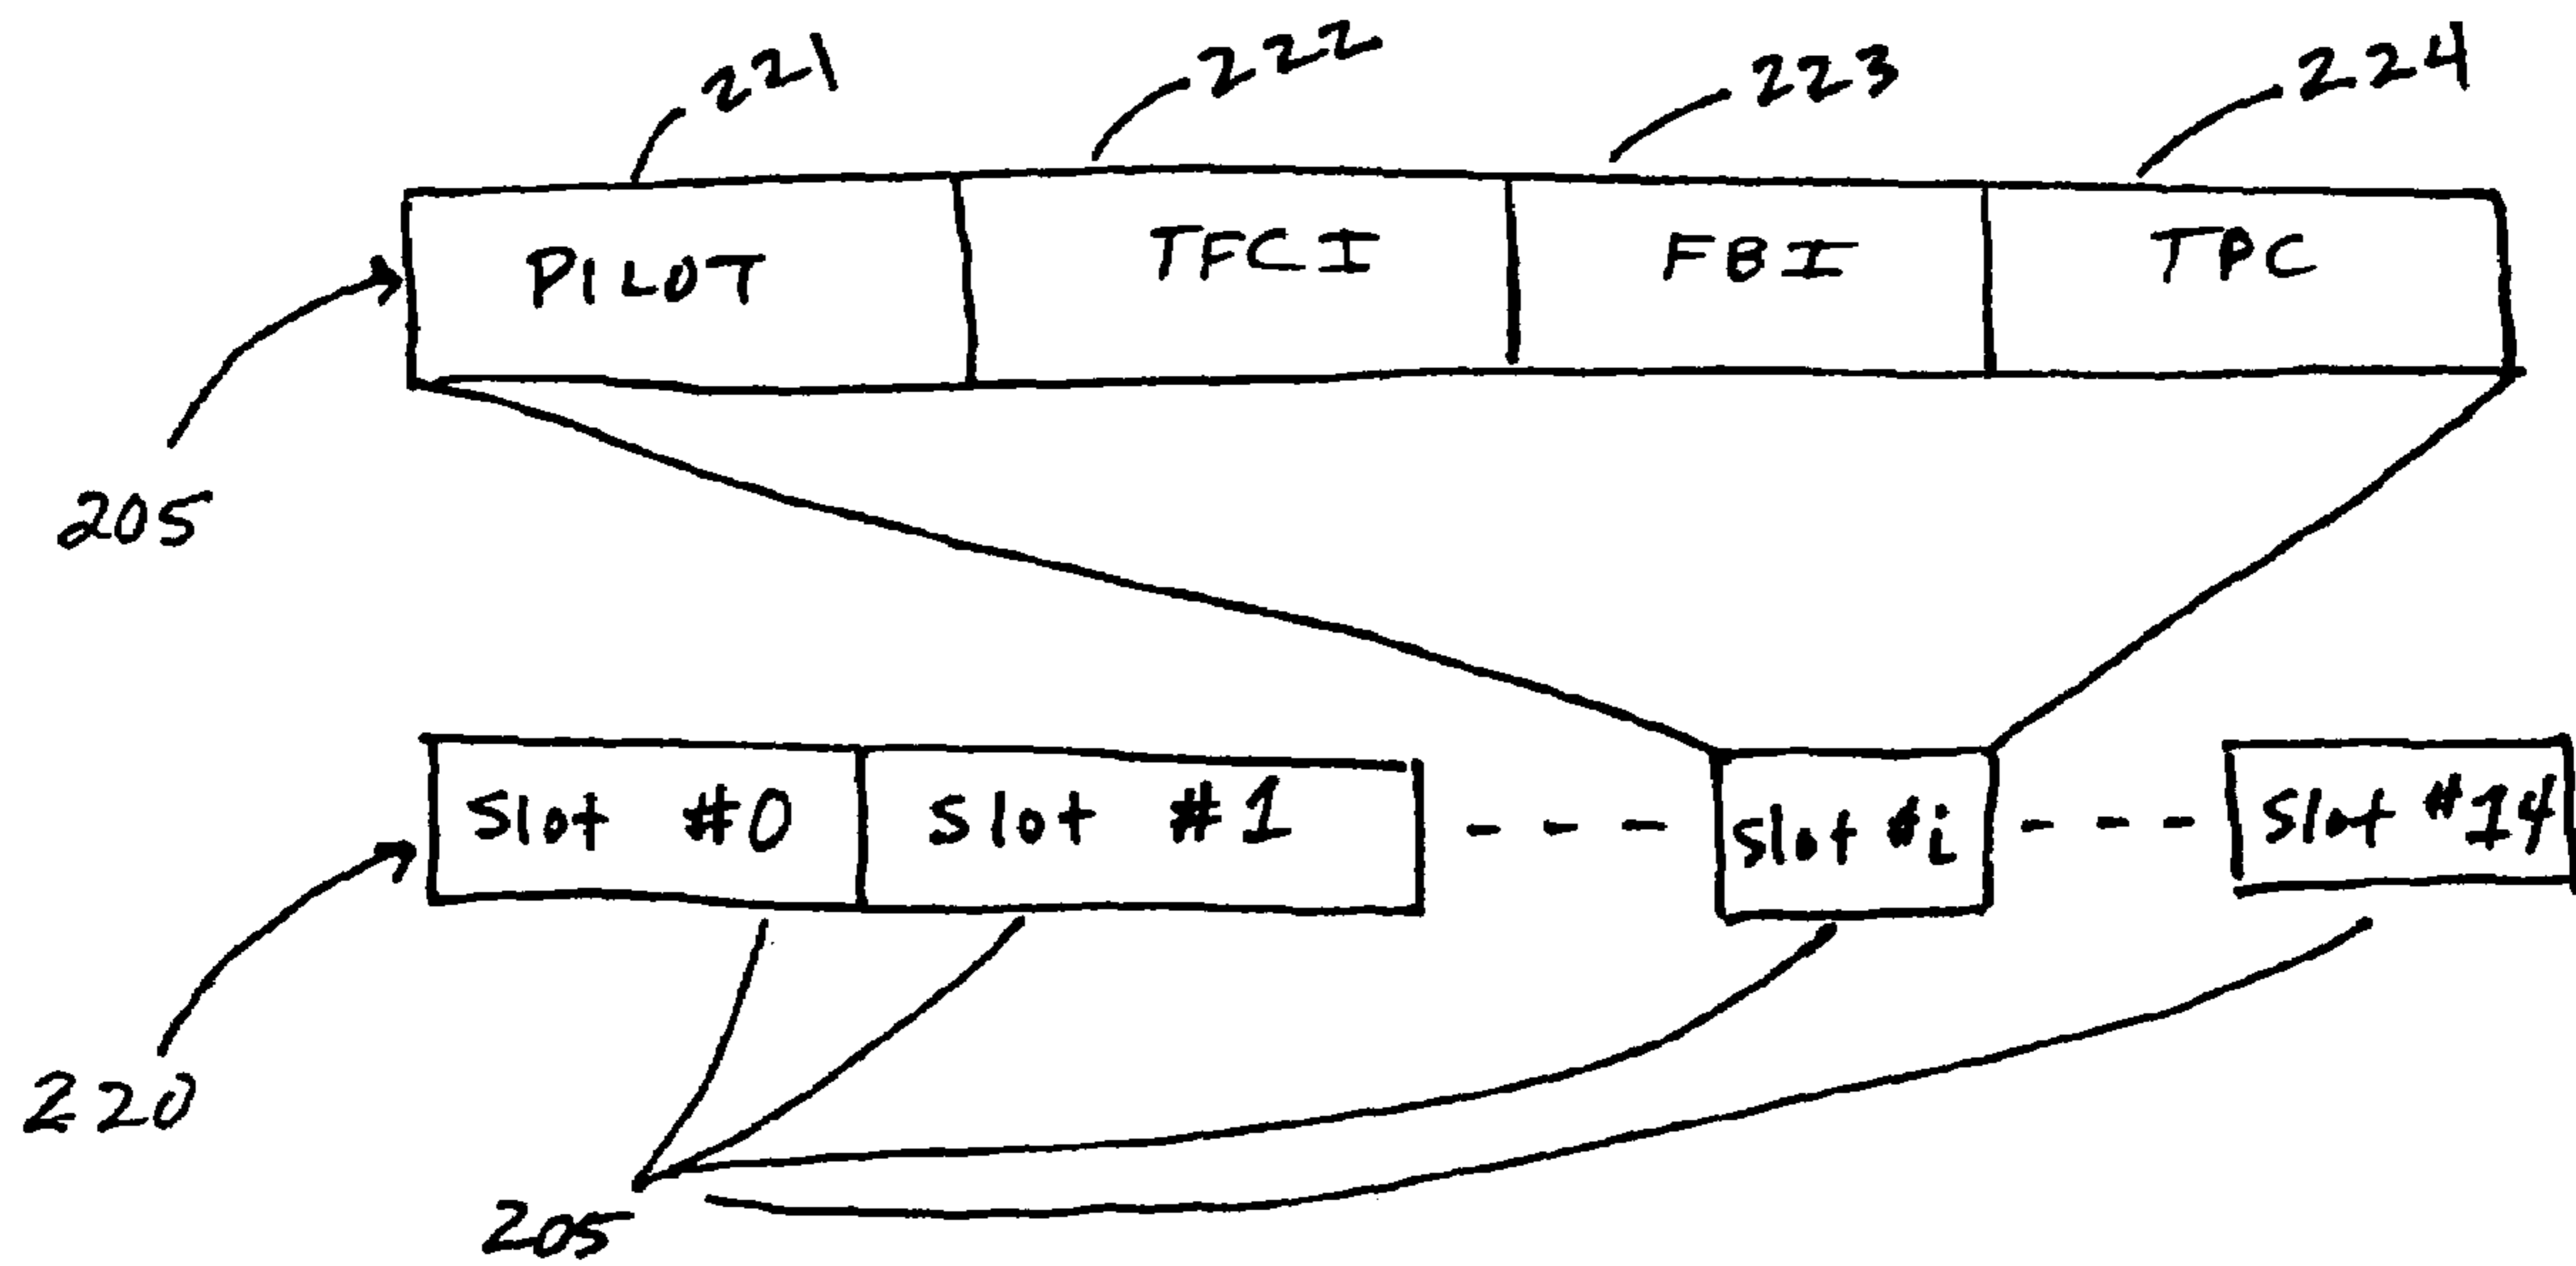 221 222 223 224
PILOT TFCI FBI TPC
205
Slot #0 Slot #1 - - - Slot #i - - - Slot #14
220
205